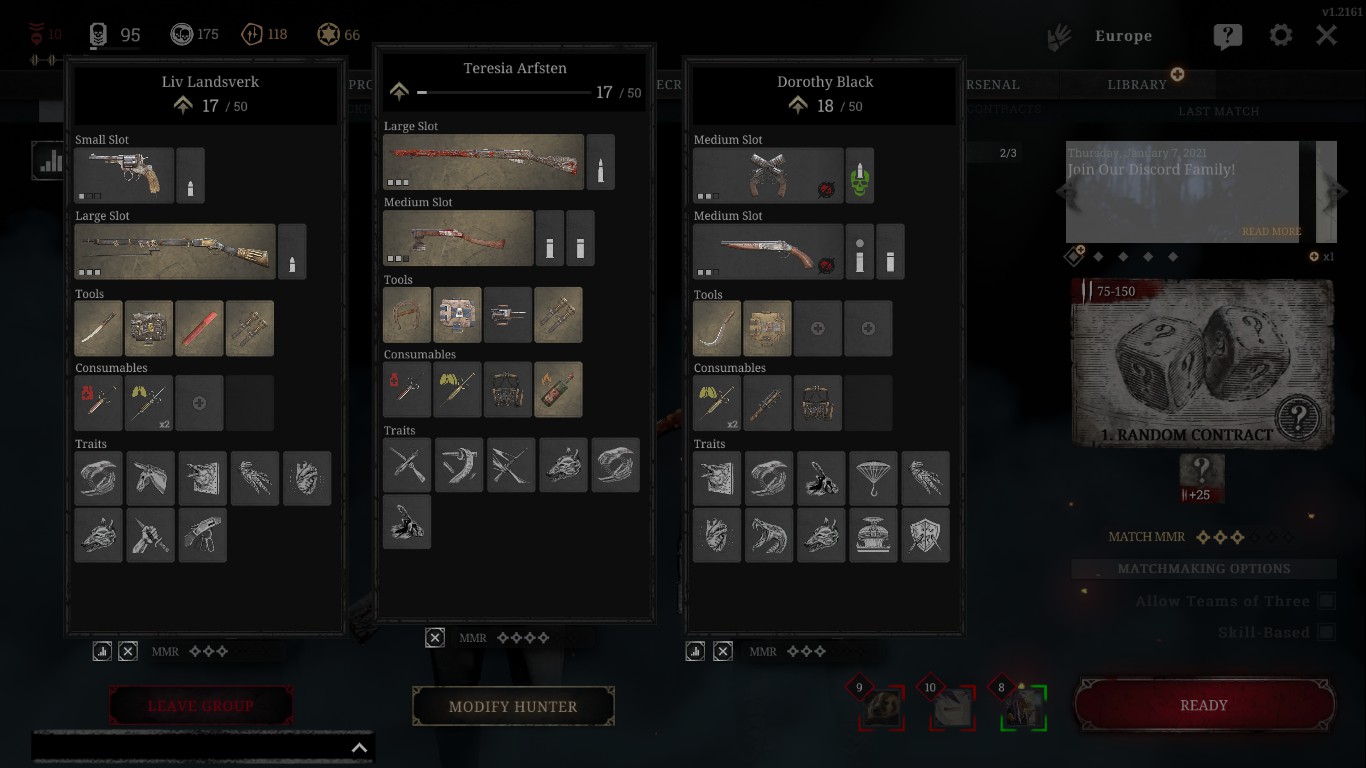 v1.2161
10 95 175 118 66
Europe
PRO
ECR
RSENAL
LIBRARY
CONTRACTS
LAST MATCH
Liv Landsverk
17 / 50
Small Slot
Large Slot
Tools
Consumables
x2
Traits
MMR
Teresia Arfsten
17 / 50
Large Slot
Medium Slot
Tools
Consumables
Traits
MMR
Dorothy Black
18 / 50
Medium Slot
Medium Slot
Tools
Consumables
x2
Traits
MMR
2/3
Thursday, January 7, 2021
Join Our Discord Family!
READ MORE
x1
75-150
1. RANDOM CONTRACT
+25
MATCH MMR
MATCHMAKING OPTIONS
Allow Teams of Three
Skill-Based
LEAVE GROUP
MODIFY HUNTER
9 10 8
READY